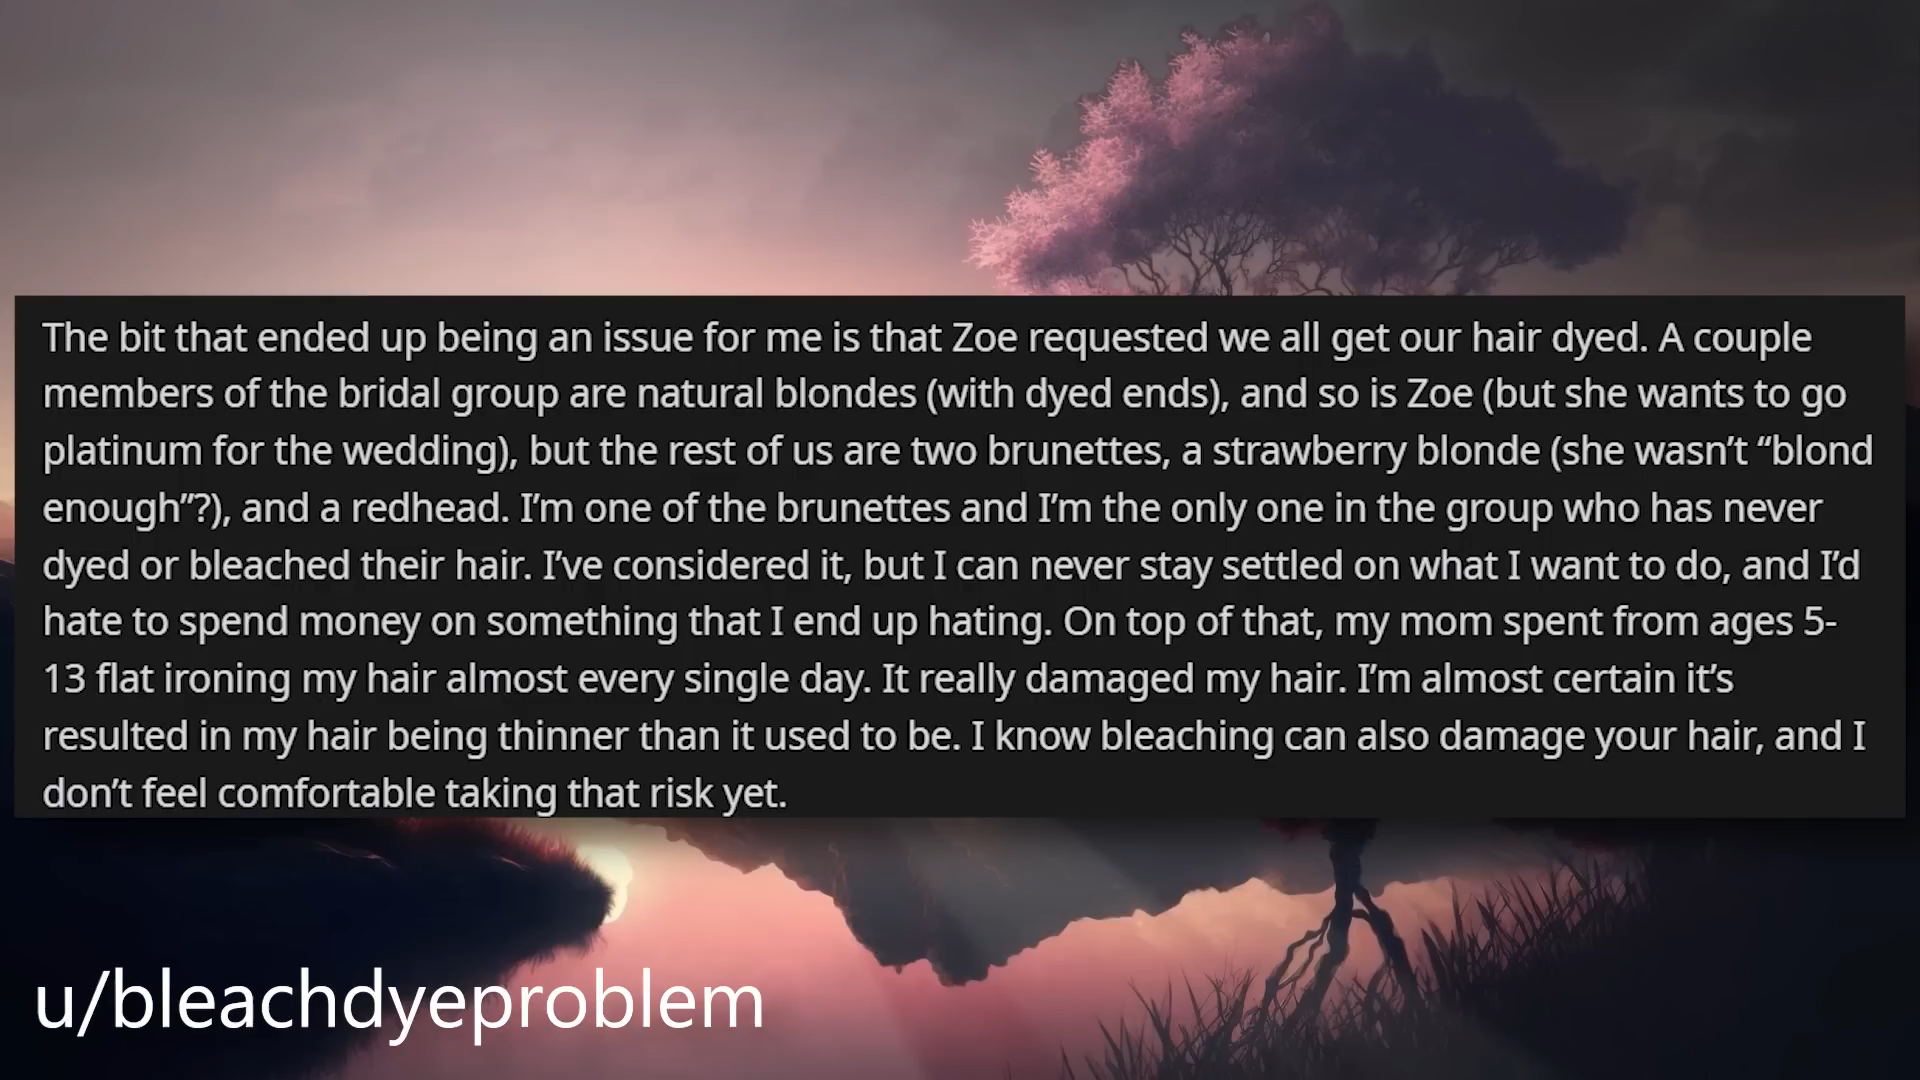 The bit that ended up being an issue for me is that Zoe requested we all get our hair dyed. A couple
members of the bridal group are natural blondes (with dyed ends), and so is Zoe (but she wants to go
platinum for the wedding), but the rest of us are two brunettes, a strawberry blonde (she wasn’t “blond
enough”?), and a redhead. I’m one of the brunettes and I’m the only one in the group who has never
dyed or bleached their hair. I’ve considered it, but I can never stay settled on what I want to do, and I’d
hate to spend money on something that I end up hating. On top of that, my mom spent from ages 5-
13 flat ironing my hair almost every single day. It really damaged my hair. I’m almost certain it’s
resulted in my hair being thinner than it used to be. I know bleaching can also damage your hair, and I
don’t feel comfortable taking that risk yet.
u/bleachdyeproblem